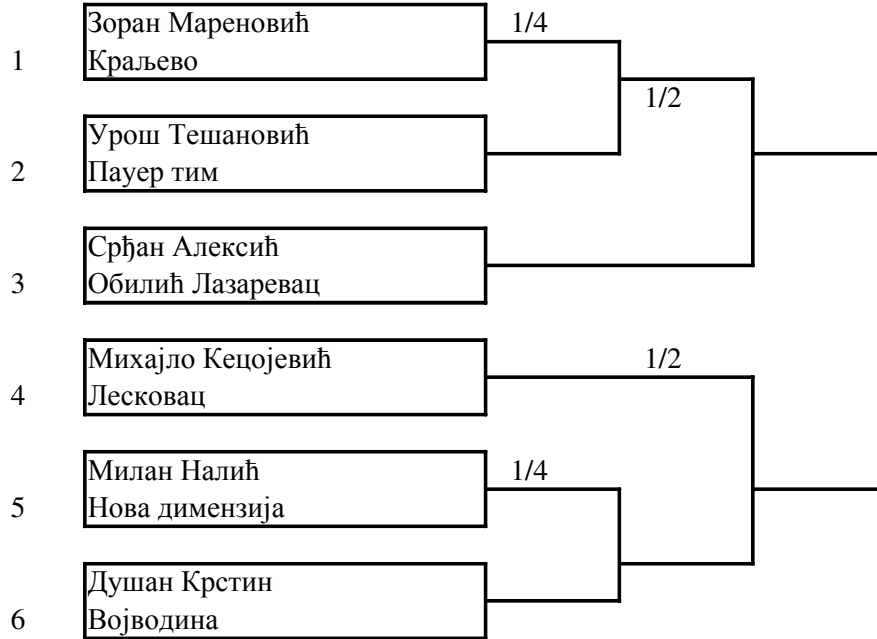 Зоран Мареновић 1/4
1 Краљево
1/2
Урош Тешановић
2 Пауер тим
Срђан Алексић
3 Обилић Лазаревац
Михајло Кецојевић 1/2
4 Лесковац
Милан Налић 1/4
5 Нова димензија
Душан Крстин
6 Војводина